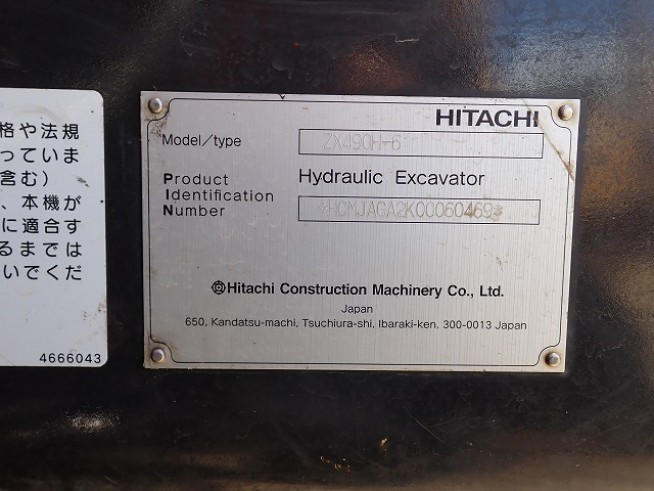 格や法規
っていま
含む）
、本機が
に適合す
るまでは
いでくだ
4666043
HITACHI
Model/type ZX490H-6
Hydraulic Excavator
Product
Identification
Number *HCMJAGA2K00060469*
Hitachi Construction Machinery Co., Ltd.
Japan
650, Kandatsu-machi, Tsuchiura-shi, Ibaraki-ken, 300-0013 Japan